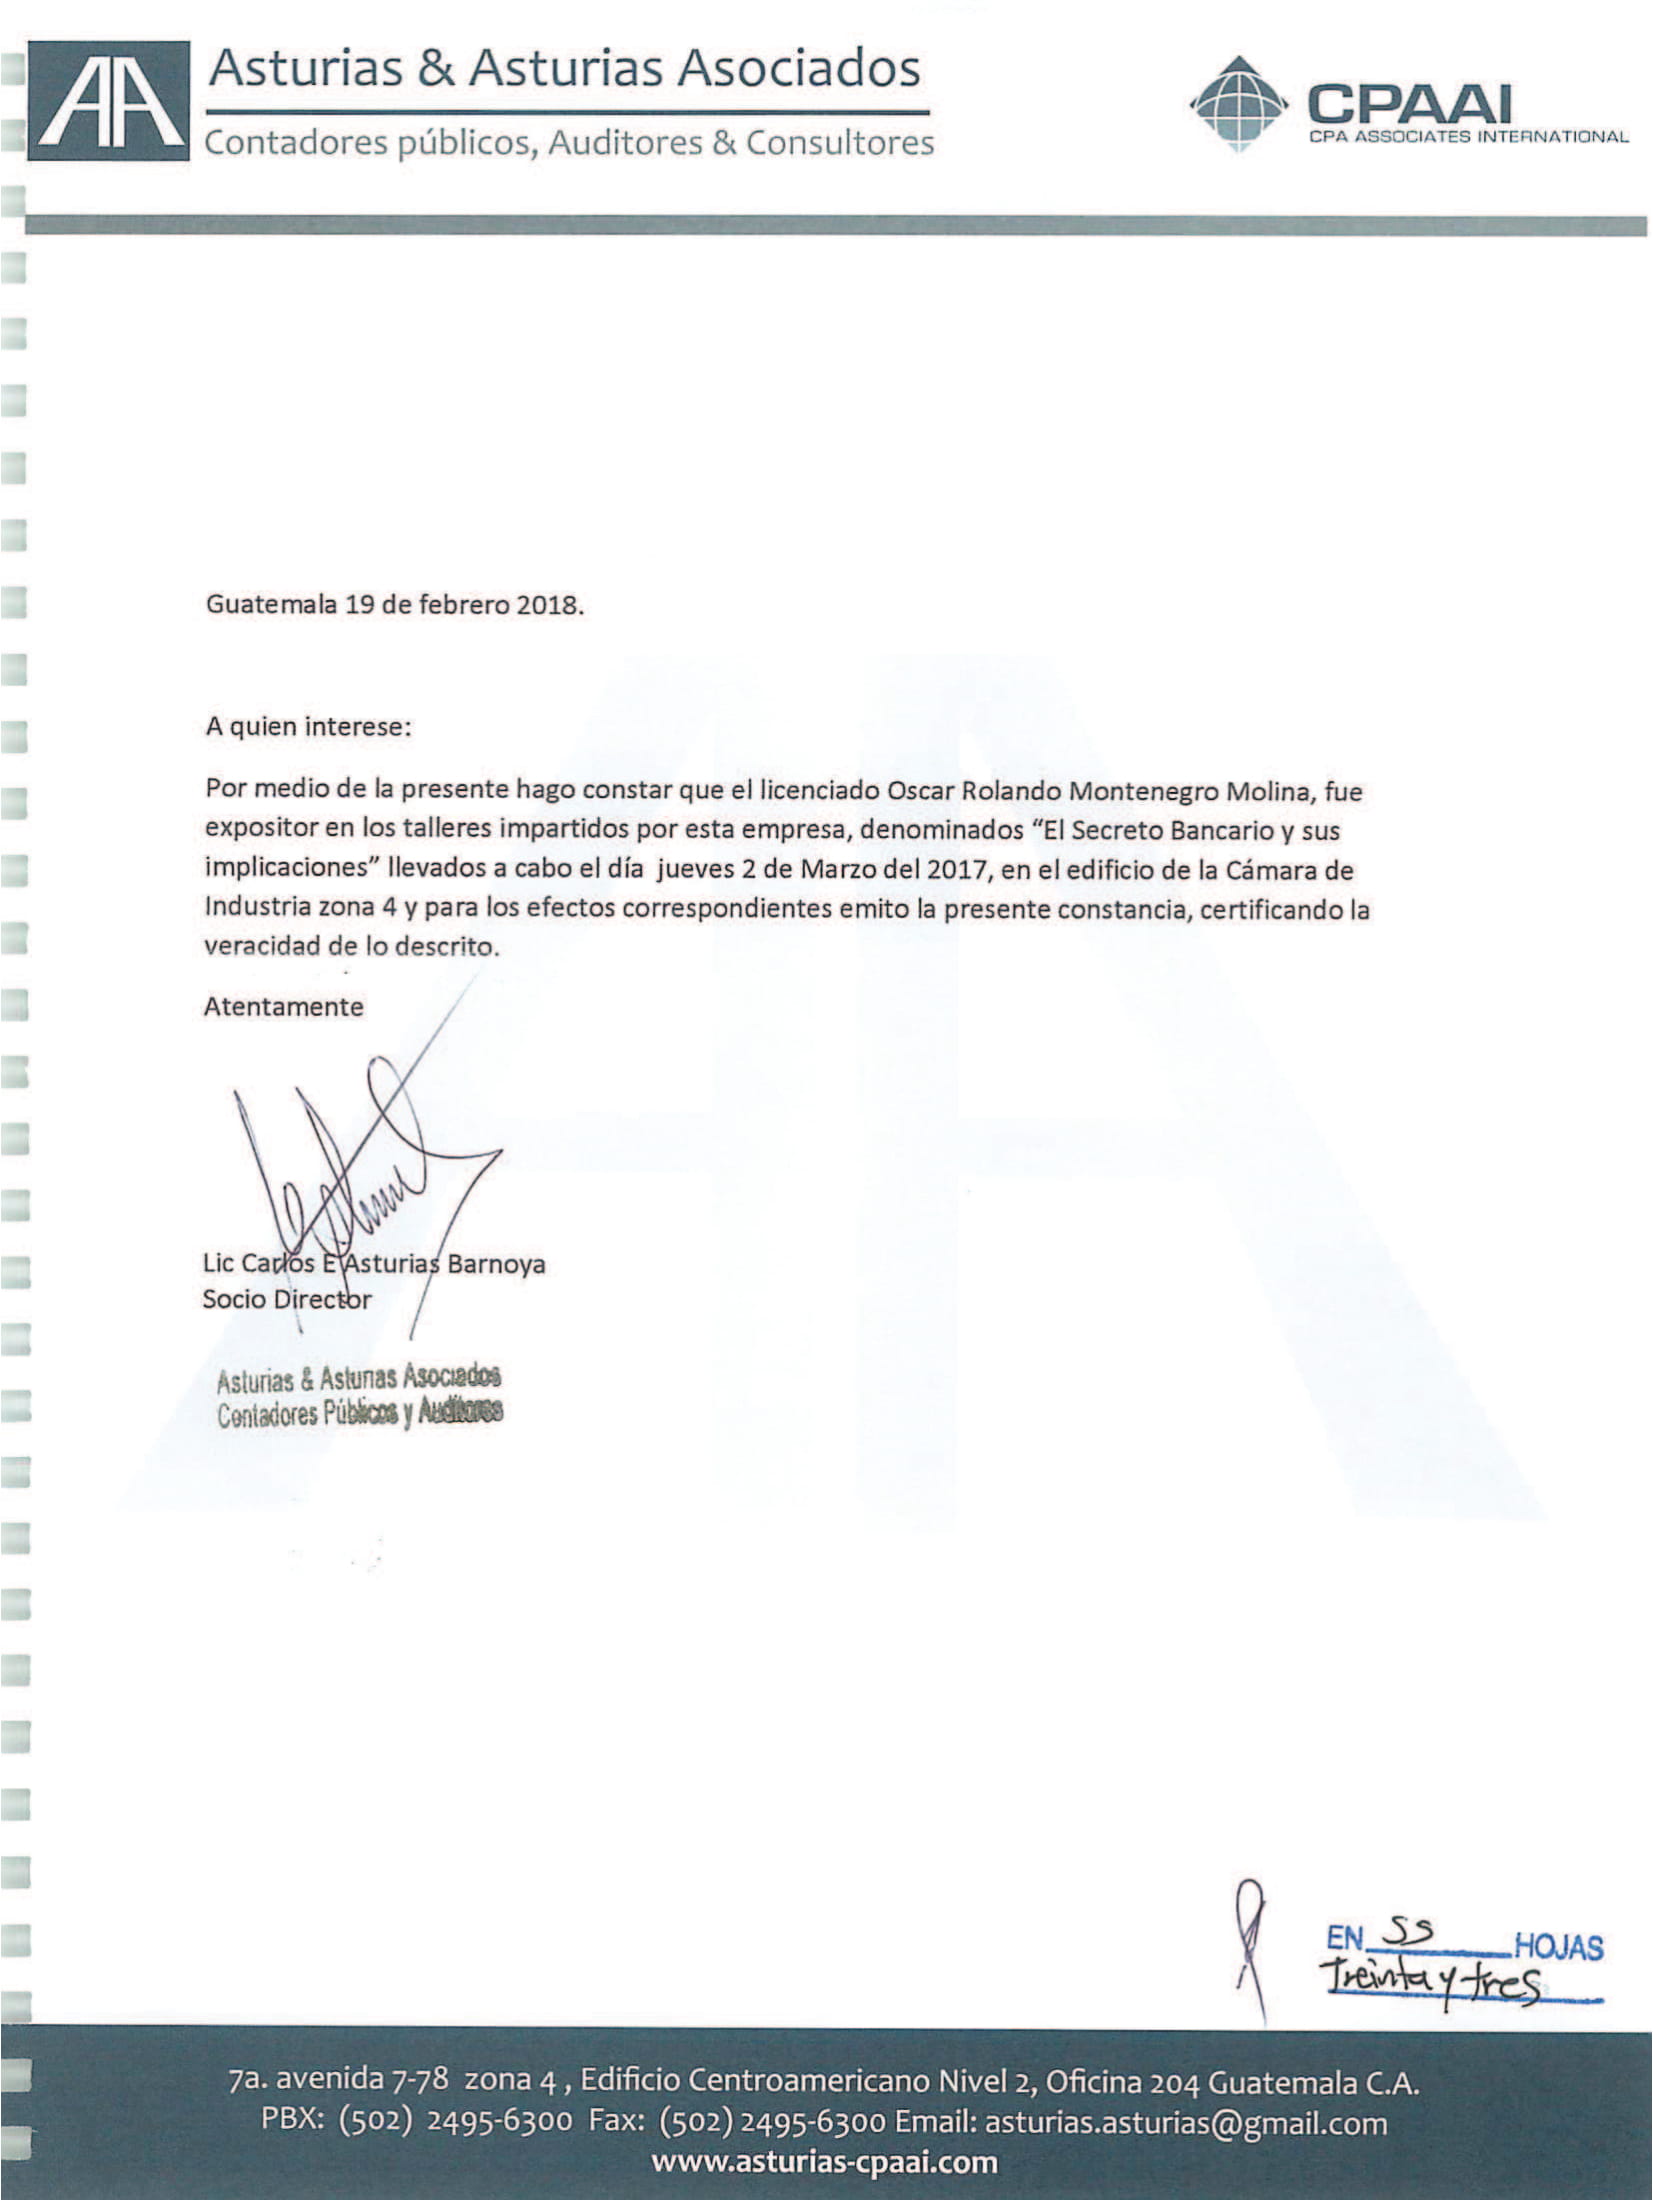 AA
Asturias & Asturias Asociados
Contadores públicos, Auditores & Consultores
CPAAI
CPA ASSOCIATES INTERNATIONAL
Guatemala 19 de febrero 2018.
A quien interese:
Por medio de la presente hago constar que el licenciado Oscar Rolando Montenegro Molina, fue
expositor en los talleres impartidos por esta empresa, denominados “El Secreto Bancario y sus
implicaciones” llevados a cabo el día jueves 2 de Marzo del 2017, en el edificio de la Cámara de
Industria zona 4 y para los efectos correspondientes emito la presente constancia, certificando la
veracidad de lo descrito.
Atentamente
Lic Carlos E Asturias Barnoya
Socio Director
Asturias & Asturias Asociados
Contadores Públicos y Auditores
EN 33 HOJAS
Treinta y tres
7a. avenida 7-78 zona 4 , Edificio Centroamericano Nivel 2, Oficina 204 Guatemala C.A.
PBX: (502) 2495-6300 Fax: (502) 2495-6300 Email: asturias.asturias@gmail.com
www.asturias-cpaai.com